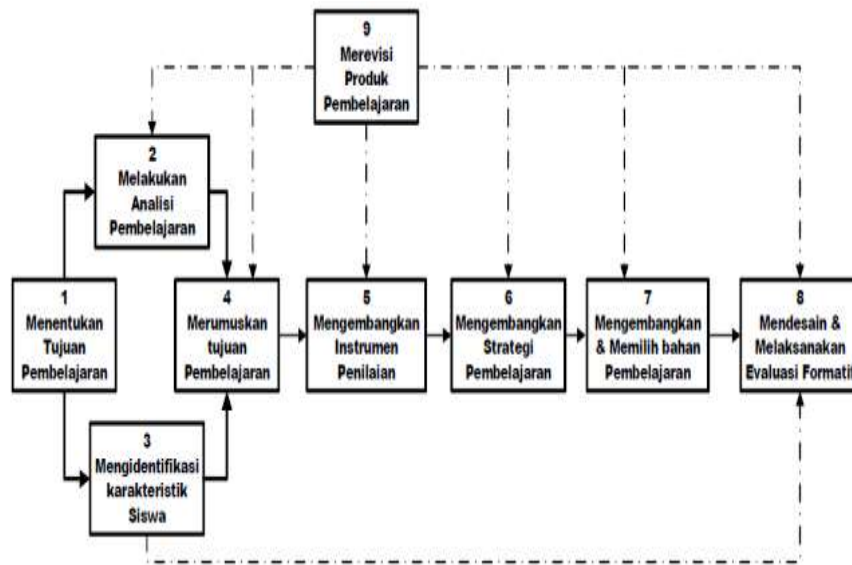 9
Merevisi
Produk
Pembelajaran
2
Melakukan
Analisi
Pembelajaran
1
Menentukan
Tujuan
Pembelajaran
4
Merumuskan
tujuan
Pembelajaran
5
Mengembangkan
Instrumen
Penilaian
6
Mengembangkan
Strategi
Pembelajaran
7
Mengembangkan
& Memilih bahan
Pembelajaran
8
Mendesain &
Melaksanakan
Evaluasi Formatif
3
Mengidentifikasi
karakteristik
Siswa